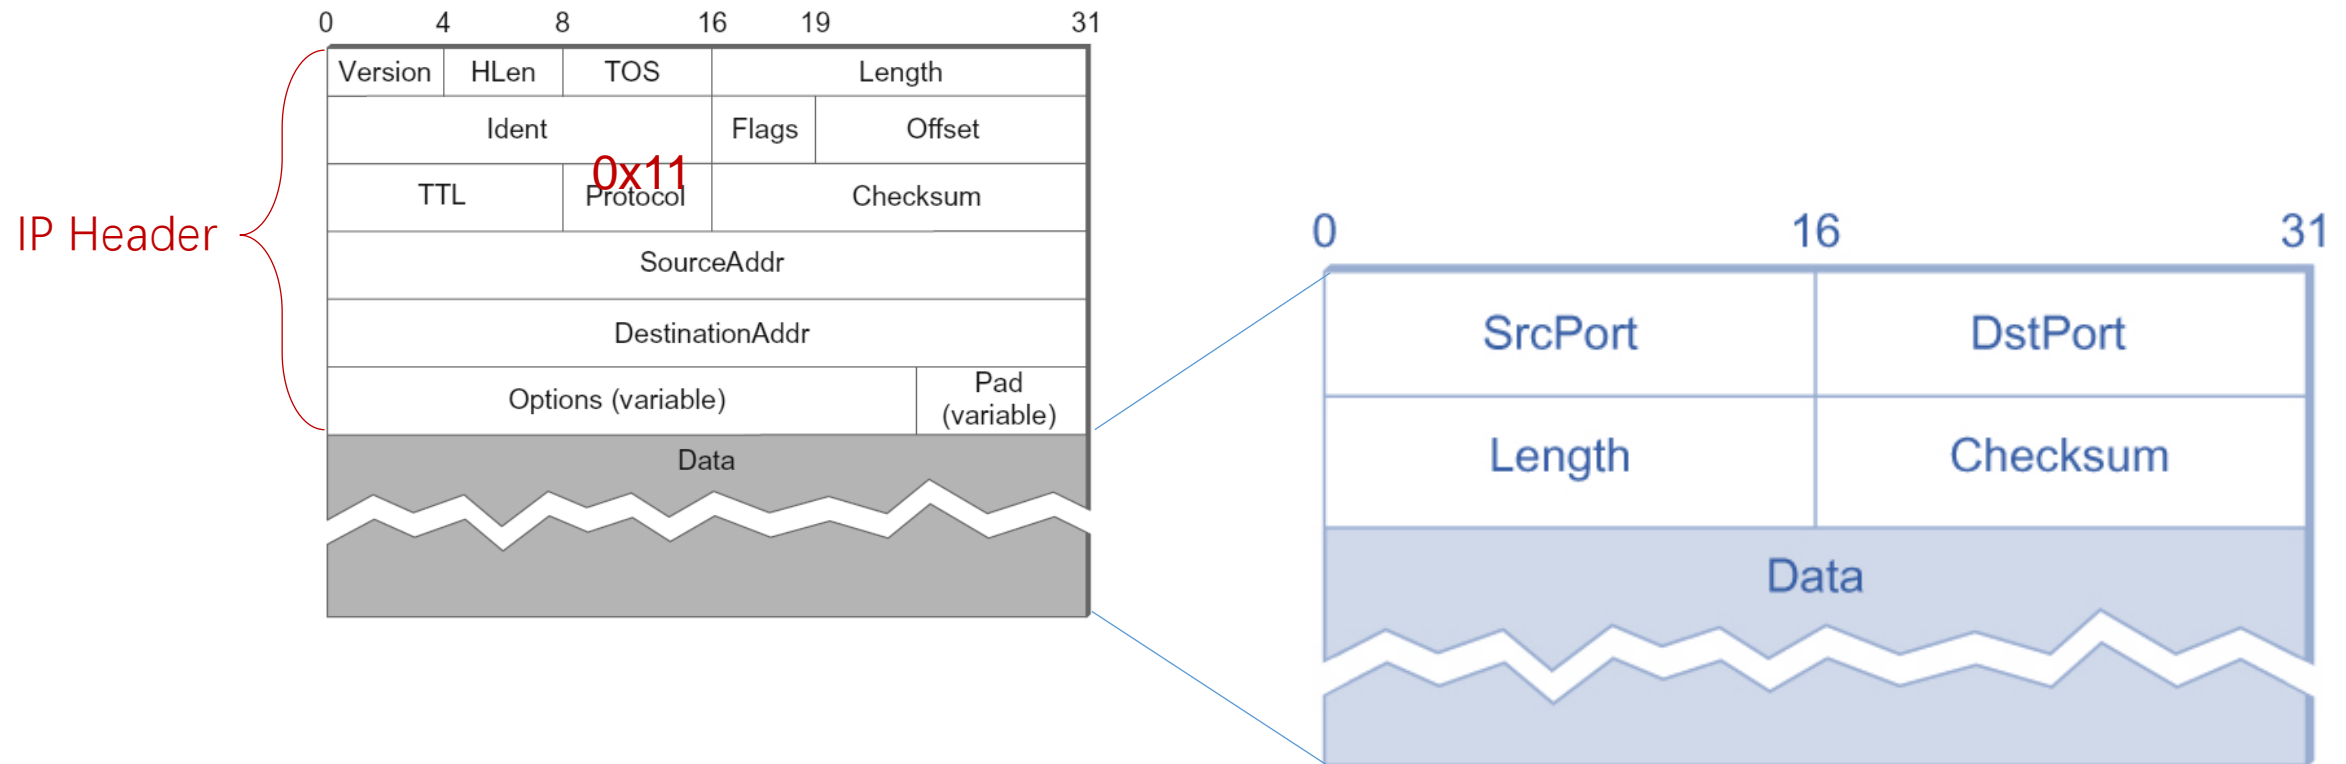 0 4 8 16 19 31
Version HLen TOS Length
Ident Flags Offset
0x11
TTL Protocol Checksum
IP Header
SourceAddr
DestinationAddr
Options (variable) Pad
(variable)
Data
0 16 31
SrcPort DstPort
Length Checksum
Data